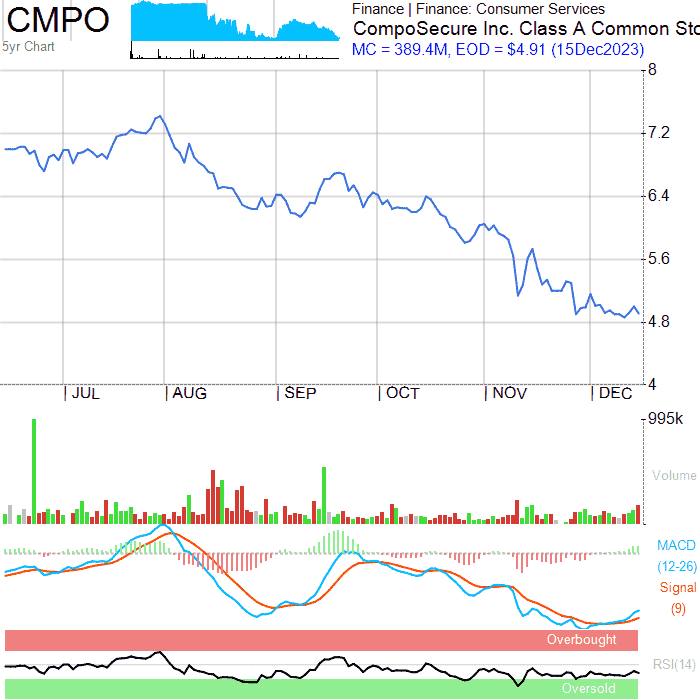 CMPO
5yr Chart
Finance | Finance: Consumer Services
CompoSecure Inc. Class A Common Sto
MC = 389.4M, EOD = $4.91 (15Dec2023)
8
7.2
6.4
5.6
4.8
4
JUL AUG SEP OCT NOV DEC
995k
Volume
MACD
(12-26)
Signal
(9)
Overbought
RSI(14)
Oversold